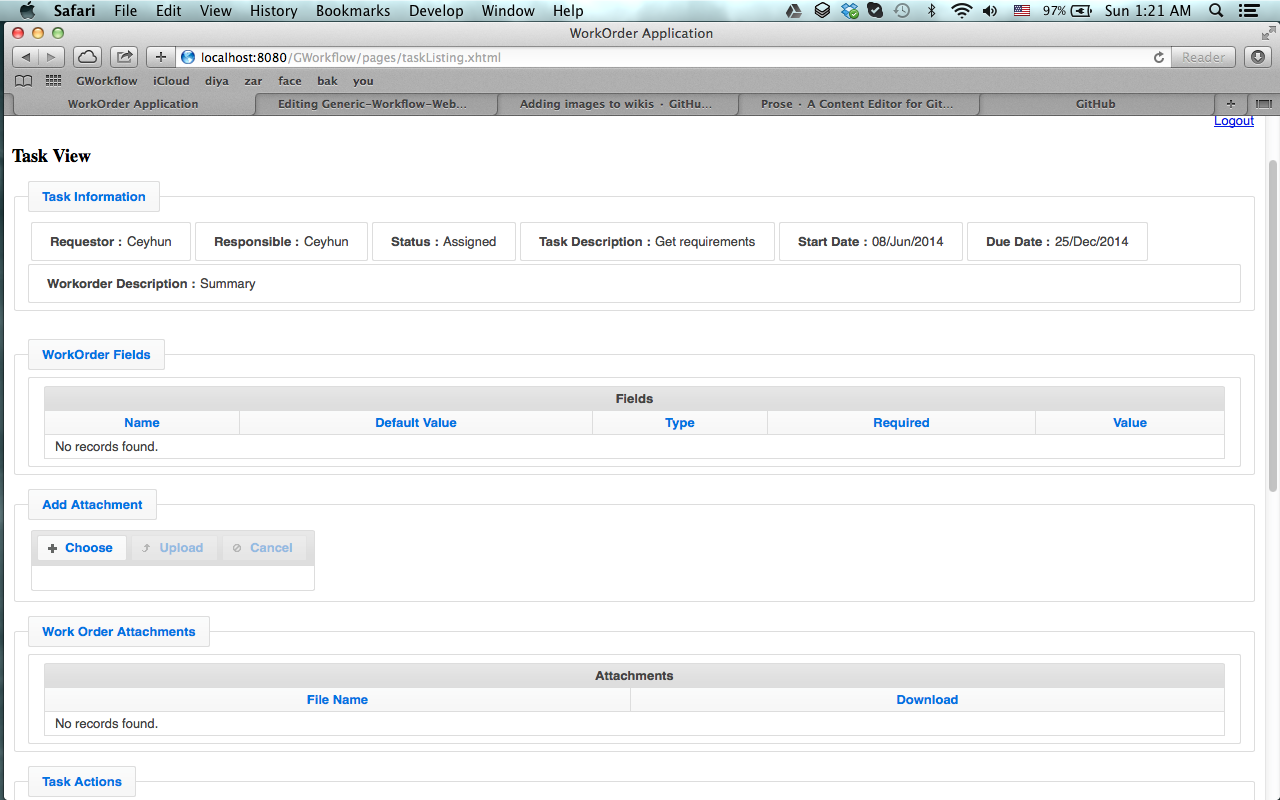 Safari File Edit View History Bookmarks Develop Window Help 97% Sun 1:21 AM
WorkOrder Application
localhost:8080/GWorkflow/pages/taskListing.xhtml Reader
GWorkflow iCloud diya zar face bak you
WorkOrder Application Editing Generic-Workflow-Web... Adding images to wikis · GitHu... Prose · A Content Editor for Git... GitHub
Logout
Task View
Task Information
Requestor : Ceyhun Responsible : Ceyhun Status : Assigned Task Description : Get requirements Start Date : 08/Jun/2014 Due Date : 25/Dec/2014
Workorder Description : Summary
WorkOrder Fields
Fields
Name Default Value Type Required Value
No records found.
Add Attachment
Choose Upload Cancel
Work Order Attachments
Attachments
File Name Download
No records found.
Task Actions